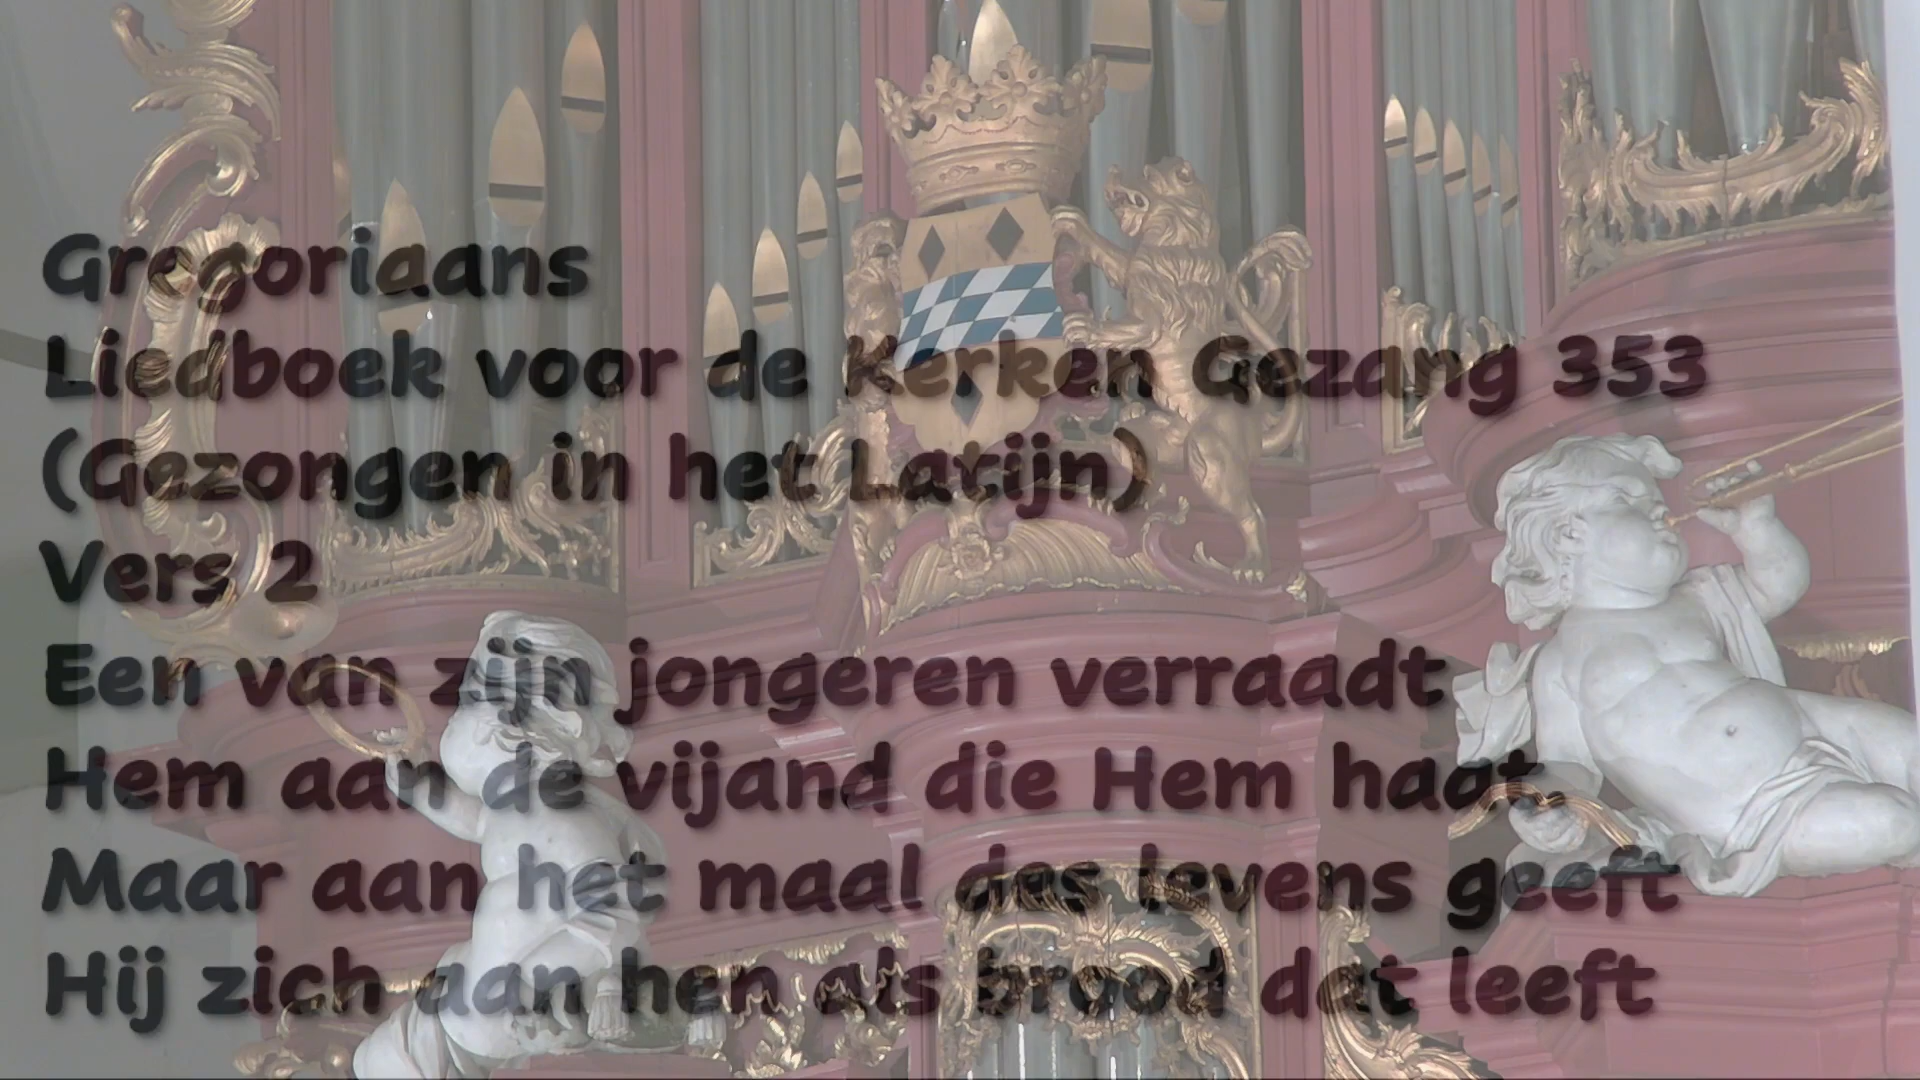 Gregoriaans
Liedboek voor de Kerken Gezang 353
(Gezongen in het Latijn)
Vers 2
Een van zijn jongeren verraadt
Hem aan de vijand die Hem haat.
Maar aan het maal des levens geeft
Hij zich aan hen als brood dat leeft